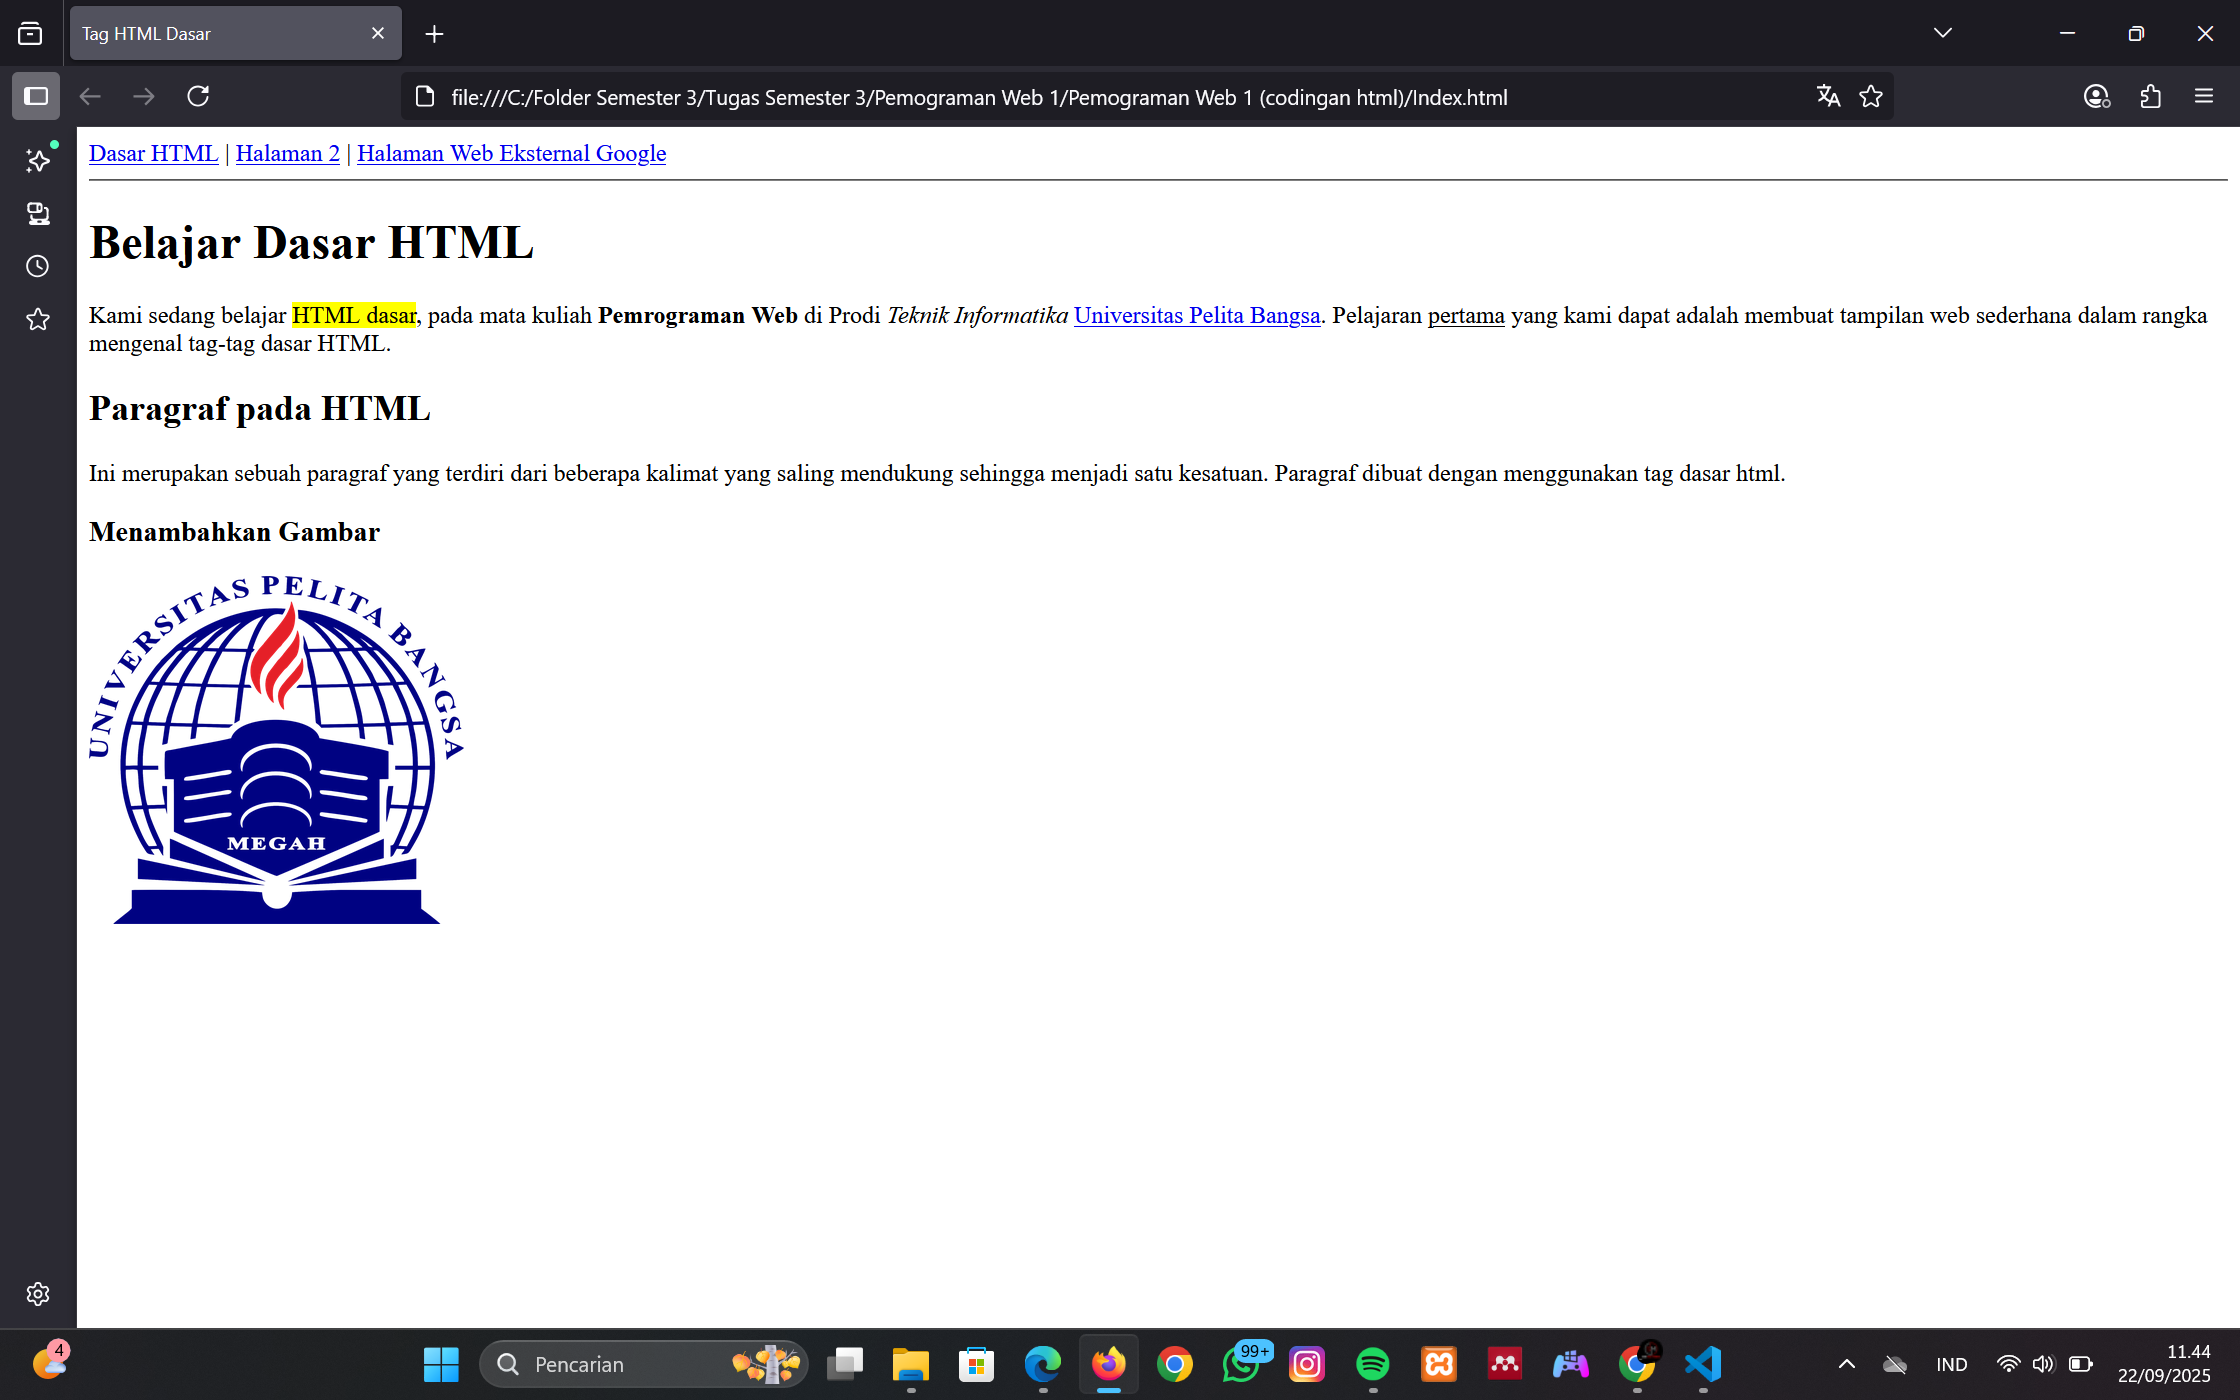 Tag HTML Dasar
file:///C:/Folder Semester 3/Tugas Semester 3/Pemograman Web 1/Pemograman Web 1 (codingan html)/Index.html
Dasar HTML | Halaman 2 | Halaman Web Eksternal Google
Belajar Dasar HTML
Kami sedang belajar HTML dasar, pada mata kuliah Pemrograman Web di Prodi Teknik Informatika Universitas Pelita Bangsa. Pelajaran pertama yang kami dapat adalah membuat tampilan web sederhana dalam rangka
mengenal tag-tag dasar HTML.
Paragraf pada HTML
Ini merupakan sebuah paragraf yang terdiri dari beberapa kalimat yang saling mendukung sehingga menjadi satu kesatuan. Paragraf dibuat dengan menggunakan tag dasar html.
Menambahkan Gambar
UNIVERSITAS PELITA BANGSA
MEGAH
4
Pencarian
99+
IND
11.44
22/09/2025